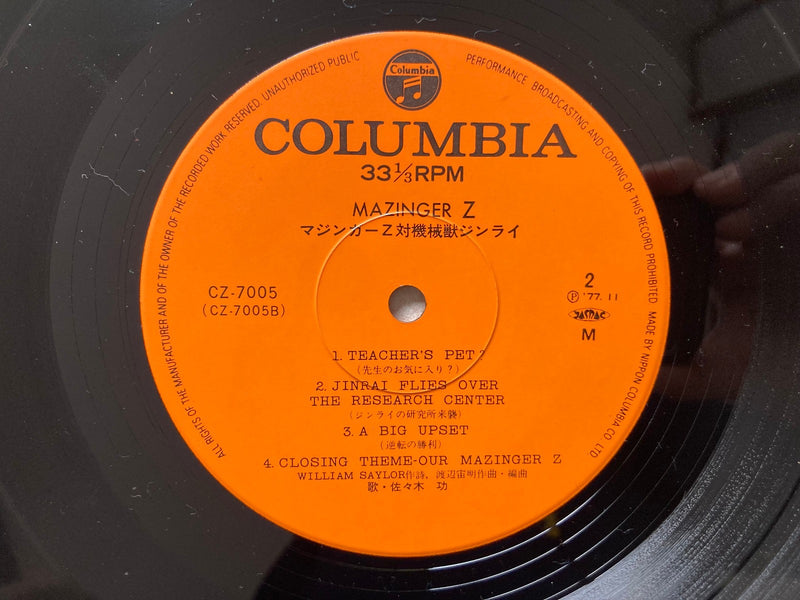 ALL RIGHTS OF THE MANUFACTURER AND OF THE OWNER OF THE RECORDED WORK RESERVED, UNAUTHORIZED PUBLIC PERFORMANCE, BROADCASTING AND COPYING OF THIS RECORD PROHIBITED MADE BY NIPPON COLUMBIA CO LTD
Columbia
COLUMBIA
33⅓RPM
MAZINGER Z
マジンガーZ対機械獣ジンライ
CZ-7005
(CZ-7005B)
2
Ⓟ '77. 11
JASRAC
M
1. TEACHER'S PET?
(先生のお気に入り?)
2. JINRAI FLIES OVER
THE RESEARCH CENTER
(ジンライの研究所来襲)
3. A BIG UPSET
(逆転の勝利)
4. CLOSING THEME-OUR MAZINGER Z
WILLIAM SAYLOR作詩、渡辺宙明作曲・編曲
歌・佐々木 功